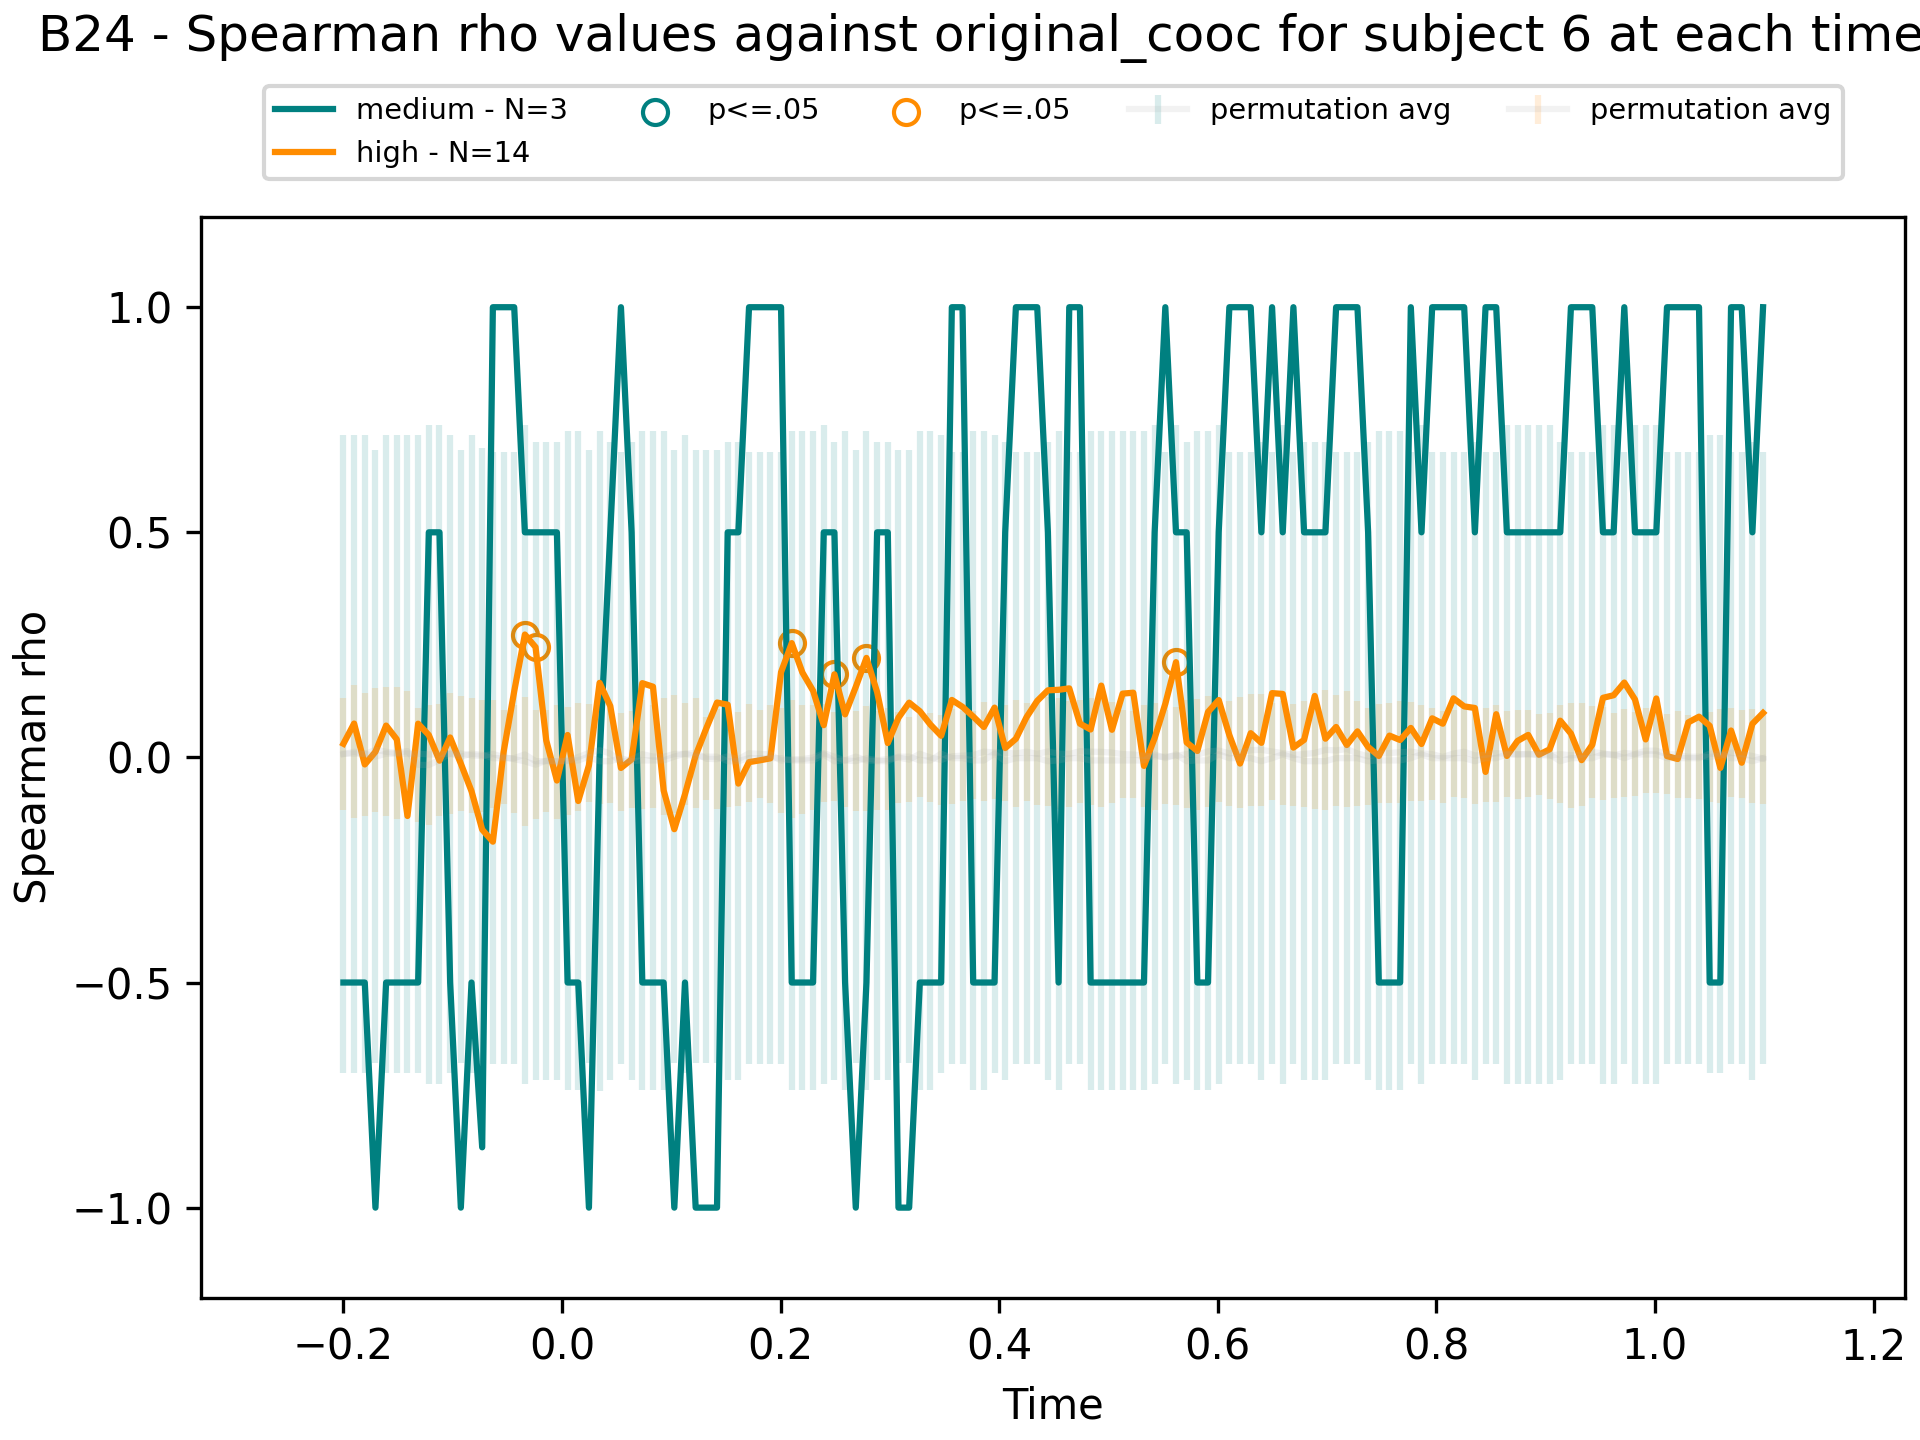 B24 - Spearman rho values against original_cooc for subject 6 at each time
medium - N=3
high - N=14
p<=.05
p<=.05
permutation avg
permutation avg
Spearman rho
1.0
0.5
0.0
−0.5
−1.0
−0.2 0.0 0.2 0.4 0.6 0.8 1.0 1.2
Time